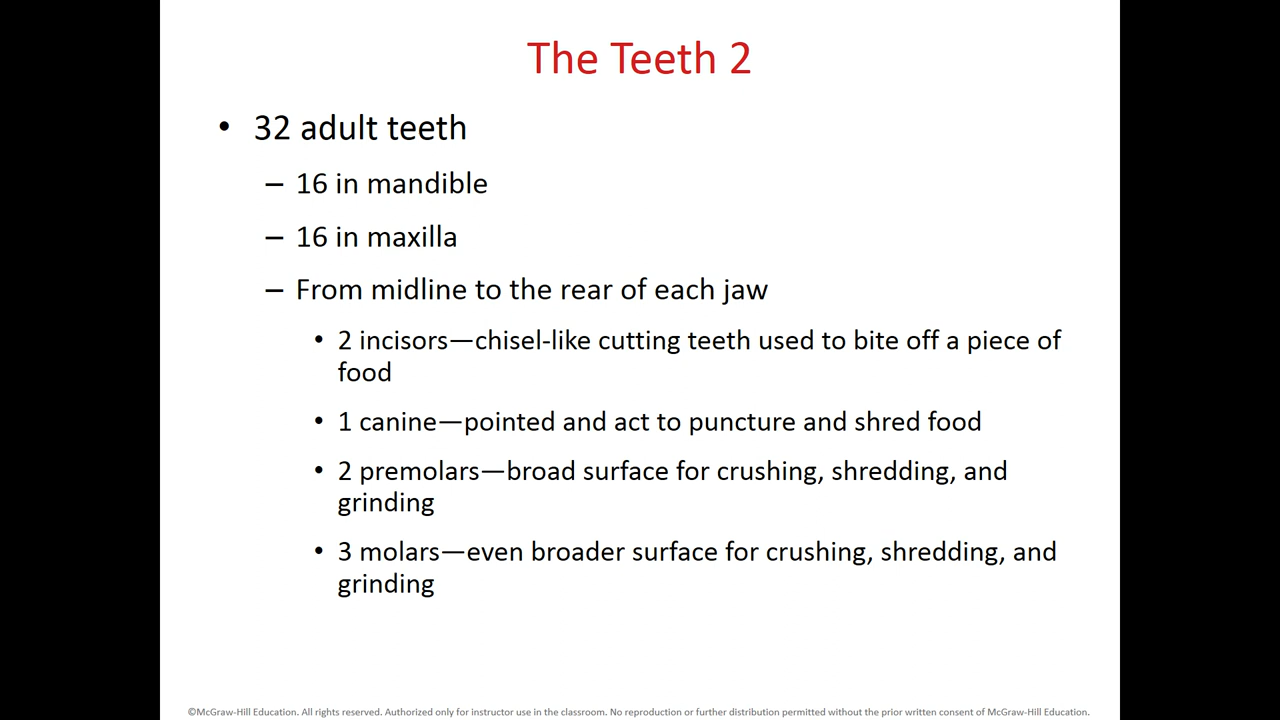 The Teeth 2
• 32 adult teeth
– 16 in mandible
– 16 in maxilla
– From midline to the rear of each jaw
• 2 incisors—chisel-like cutting teeth used to bite off a piece of
food
• 1 canine—pointed and act to puncture and shred food
• 2 premolars—broad surface for crushing, shredding, and
grinding
• 3 molars—even broader surface for crushing, shredding, and
grinding
©McGraw-Hill Education. All rights reserved. Authorized only for instructor use in the classroom. No reproduction or further distribution permitted without the prior written consent of McGraw-Hill Education.